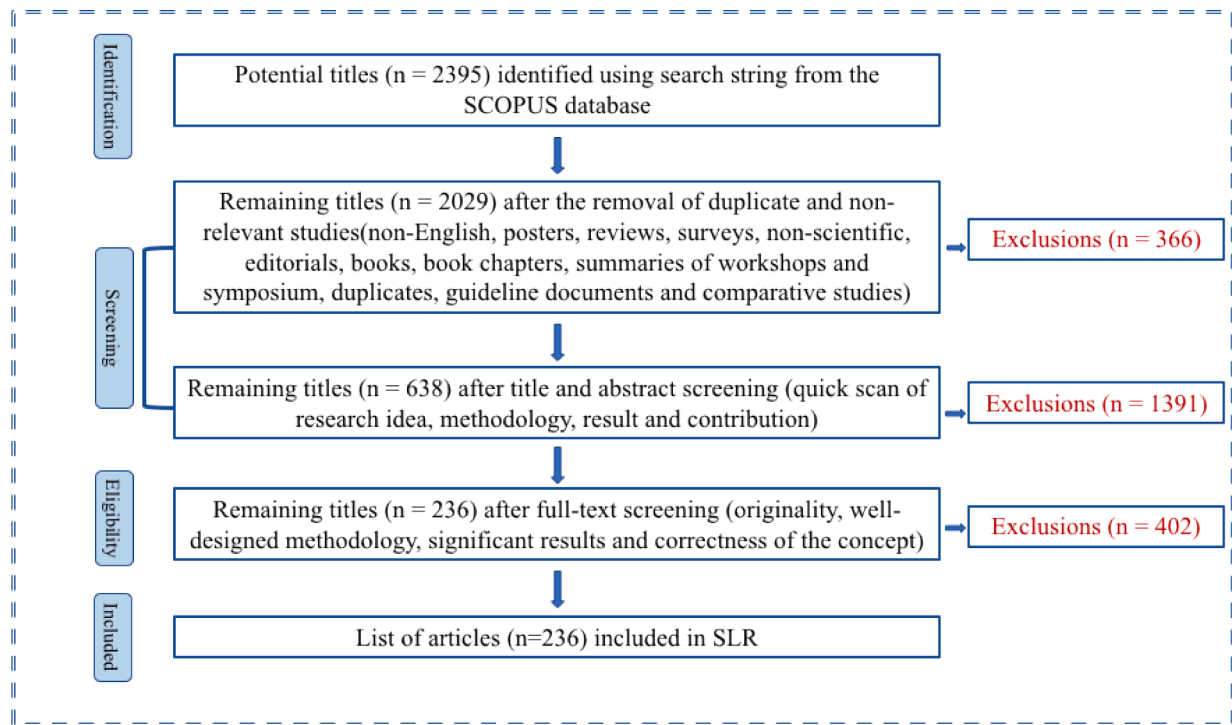 Identification
Potential titles (n = 2395) identified using search string from the
SCOPUS database
Screening
Remaining titles (n = 2029) after the removal of duplicate and non-
relevant studies(non-English, posters, reviews, surveys, non-scientific,
editorials, books, book chapters, summaries of workshops and
symposium, duplicates, guideline documents and comparative studies)
Exclusions (n = 366)
Remaining titles (n = 638) after title and abstract screening (quick scan of
research idea, methodology, result and contribution)
Exclusions (n = 1391)
Eligibility
Remaining titles (n = 236) after full-text screening (originality, well-
designed methodology, significant results and correctness of the concept)
Exclusions (n = 402)
Included
List of articles (n=236) included in SLR